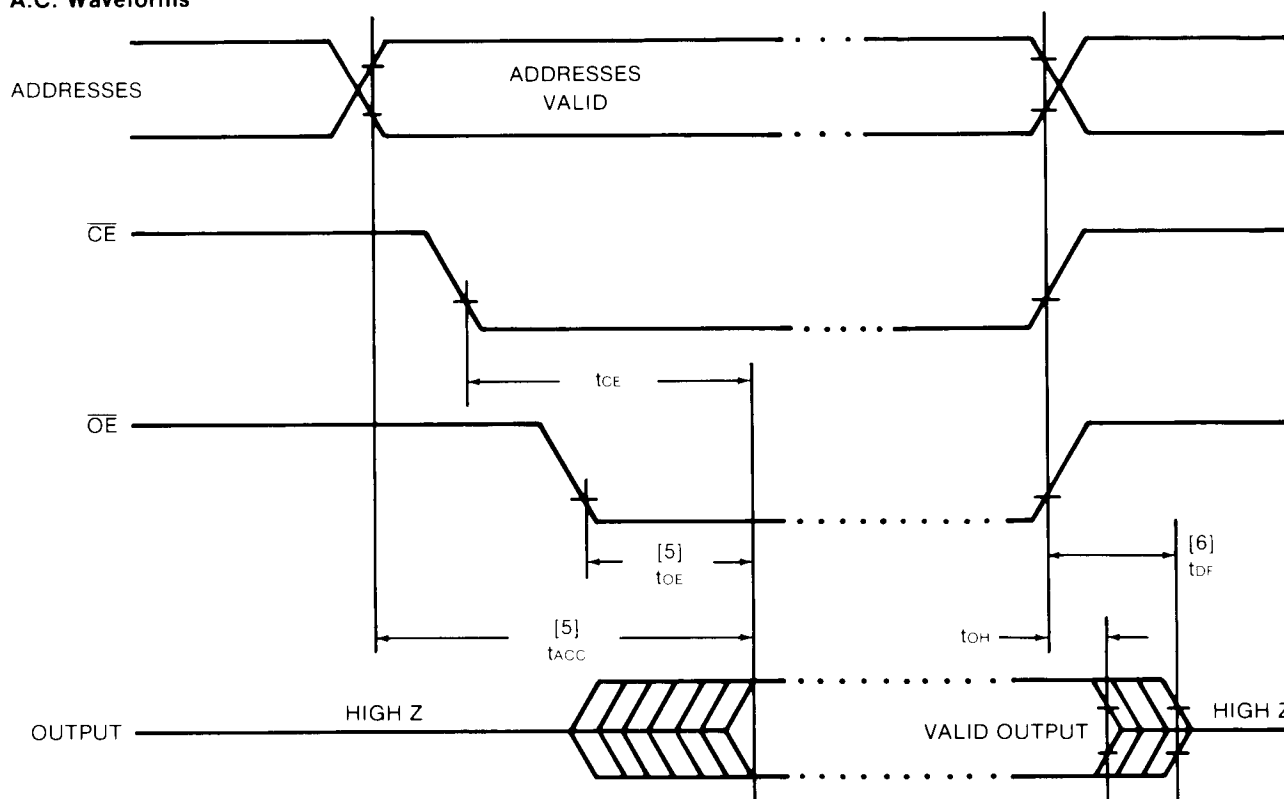 A.C. Waveforms
ADDRESSES
ADDRESSES
VALID
CE
tCE
OE
[5]
tOE
[6]
tDF
[5]
tACC
tOH
OUTPUT
HIGH Z
VALID OUTPUT
HIGH Z